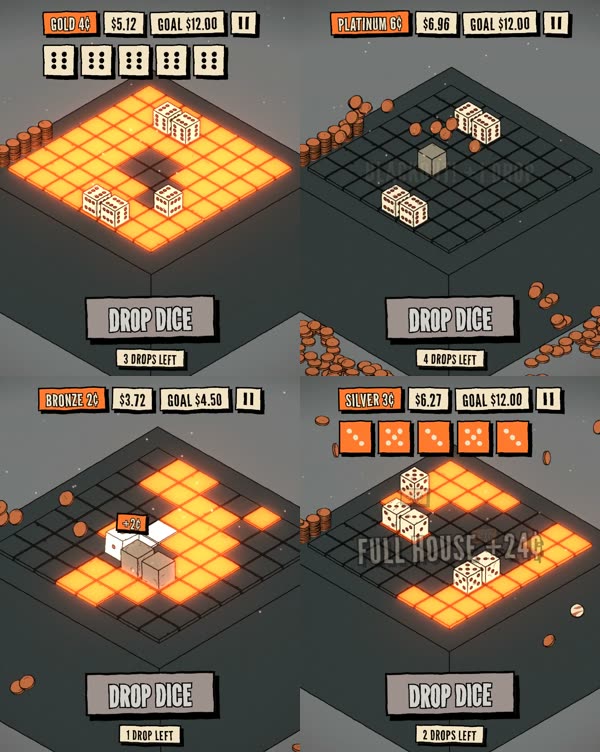 GOLD 4¢ $5.12 GOAL $12.00
DROP DICE
3 DROPS LEFT
PLATINUM 6¢ $6.96 GOAL $12.00
DROP DICE
4 DROPS LEFT
BRONZE 2¢ $3.72 GOAL $4.50
+2¢
DROP DICE
1 DROP LEFT
SILVER 3¢ $6.27 GOAL $12.00
FULL HOUSE +24¢
DROP DICE
2 DROPS LEFT